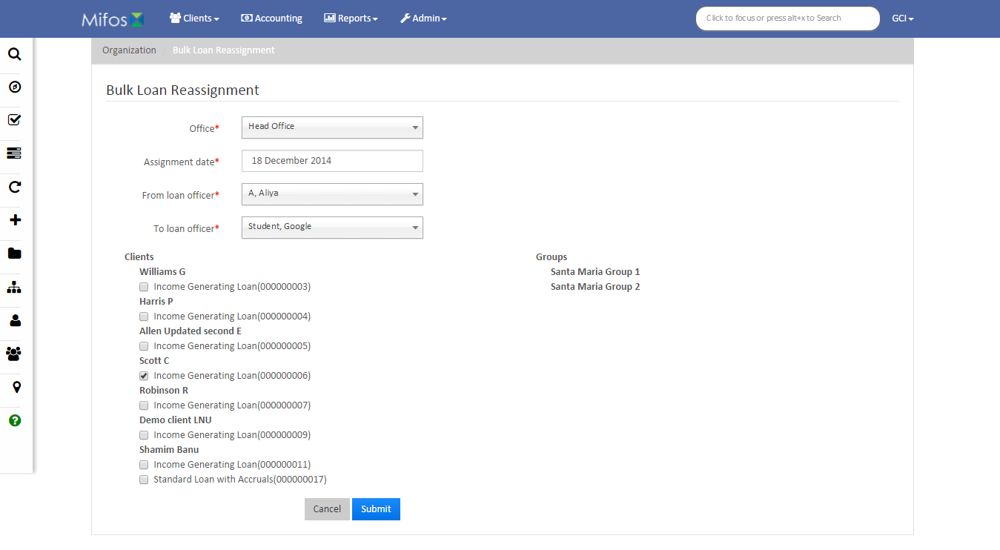 Mifos X Clients Accounting Reports Admin Click to focus or press alt+x to Search GCI
Organization / Bulk Loan Reassignment
Bulk Loan Reassignment
Office* Head Office
Assignment date* 18 December 2014
From loan officer* A, Aliya
To loan officer* Student, Google
Clients Groups
Williams G Santa Maria Group 1
Income Generating Loan(000000003) Santa Maria Group 2
Harris P
Income Generating Loan(000000004)
Allen Updated second E
Income Generating Loan(000000005)
Scott C
Income Generating Loan(000000006)
Robinson R
Income Generating Loan(000000007)
Demo client LNU
Income Generating Loan(000000009)
Shamim Banu
Income Generating Loan(000000011)
Standard Loan with Accruals(000000017)
Cancel Submit